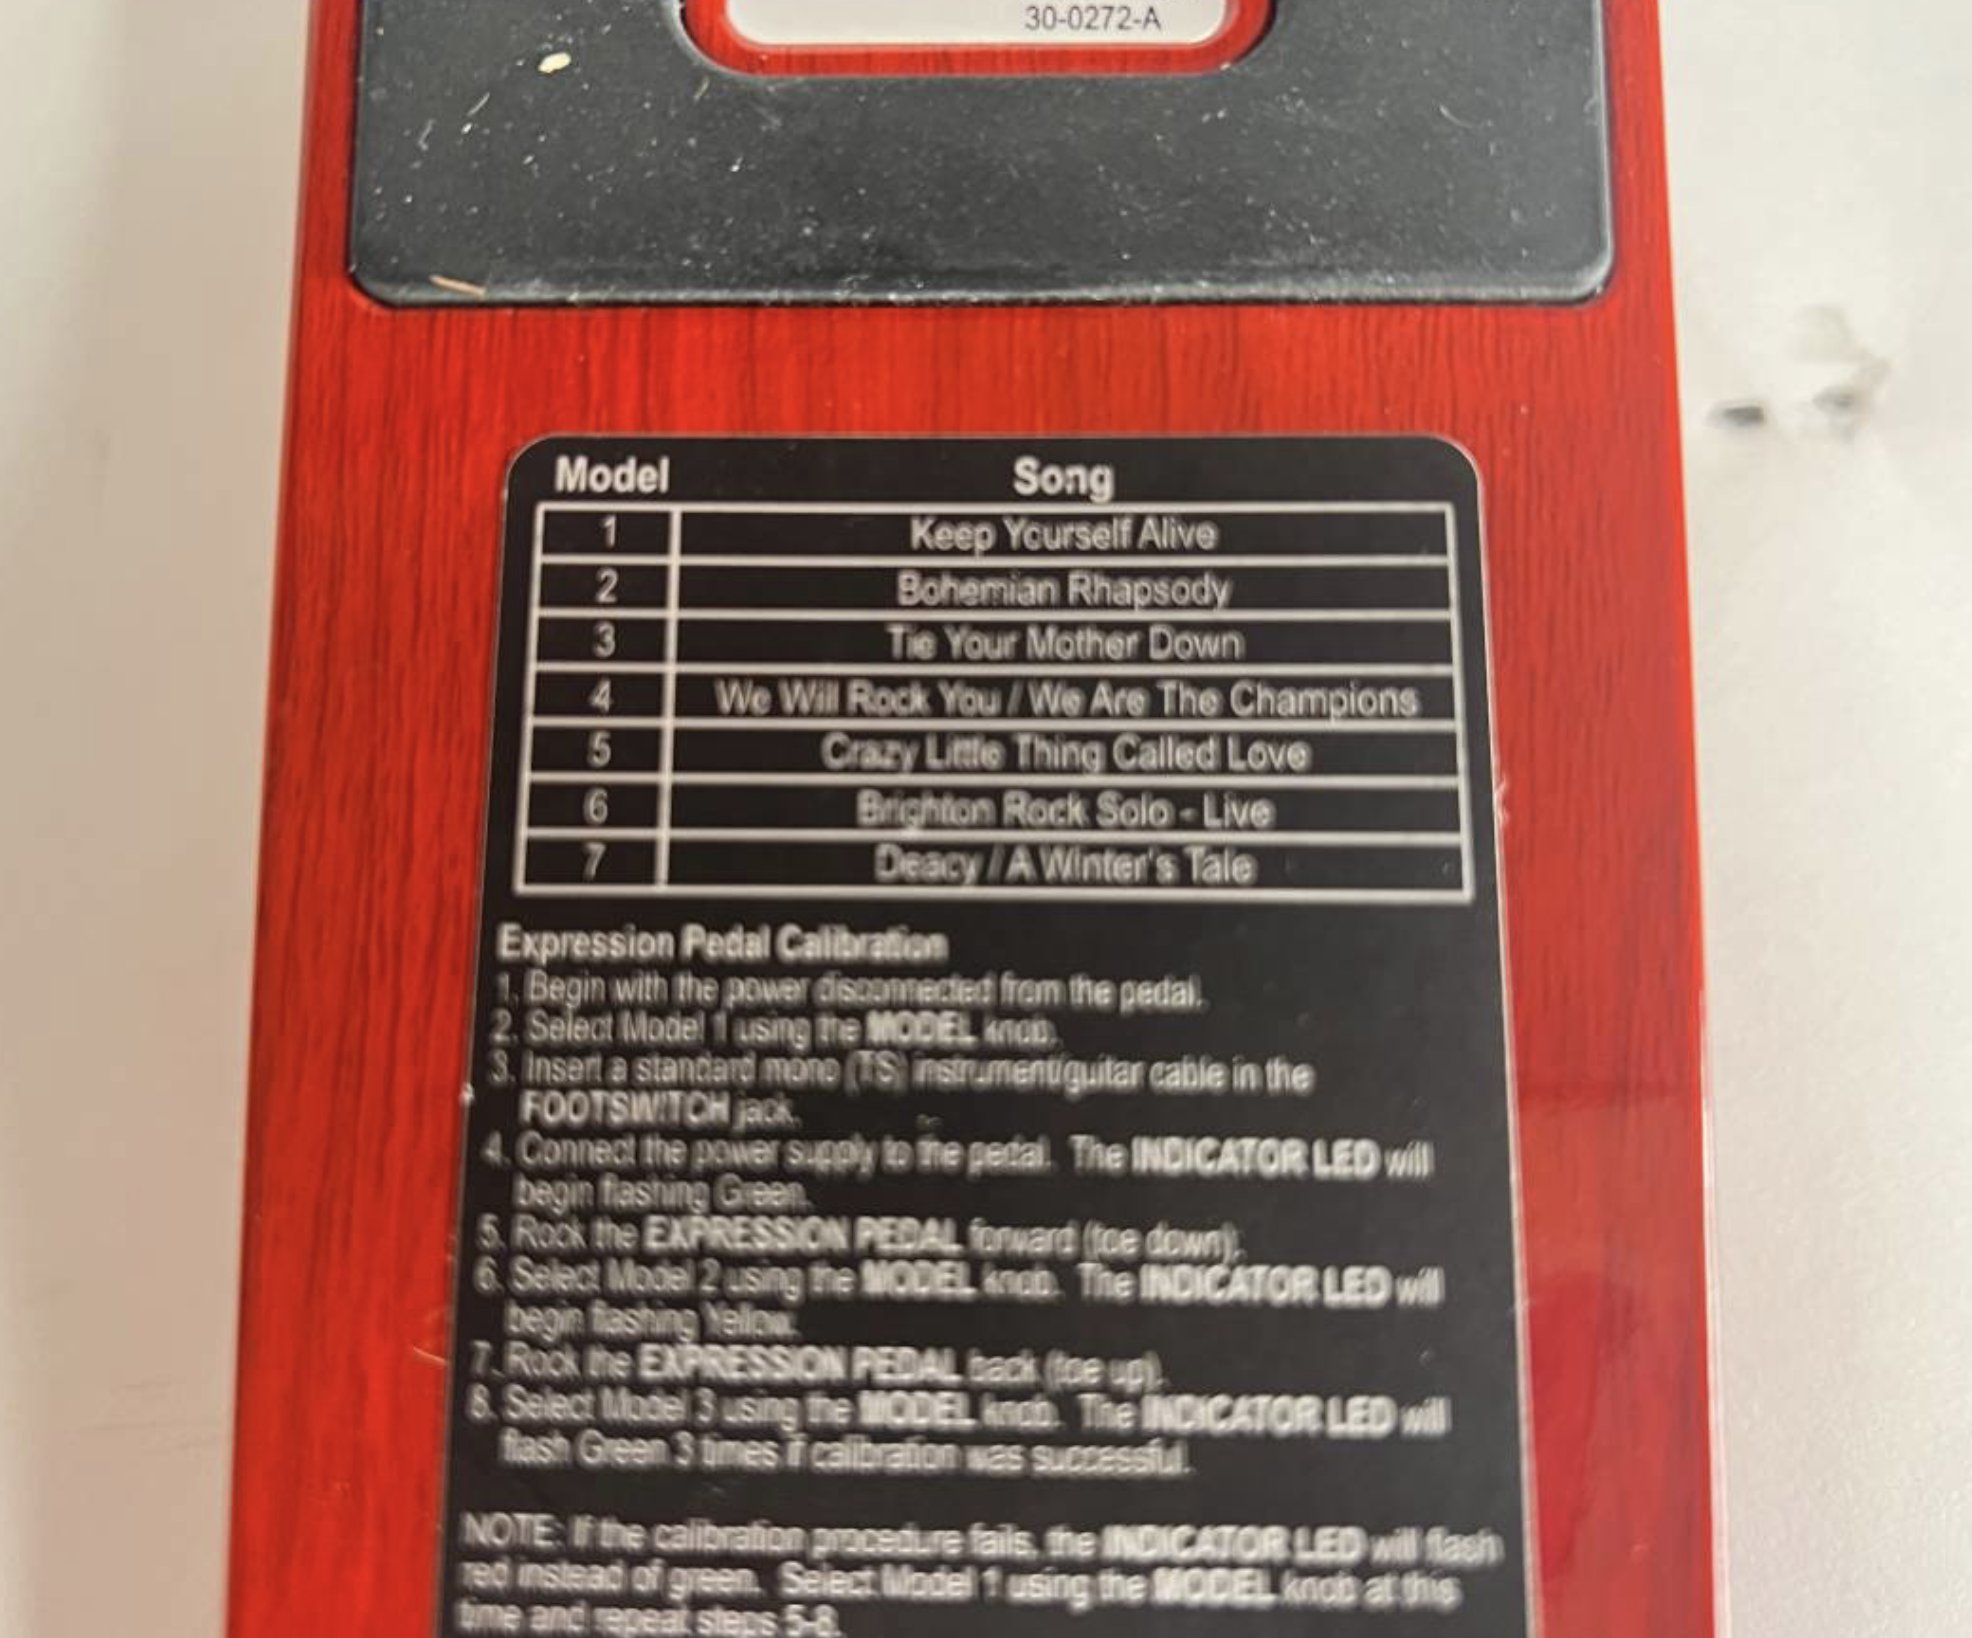 30-0272-A
Model Song
1 Keep Yourself Alive
2 Bohemian Rhapsody
3 Tie Your Mother Down
4 We Will Rock You / We Are The Champions
5 Crazy Little Thing Called Love
6 Brighton Rock Solo - Live
7 Deacy / A Winter's Tale
Expression Pedal Calibration
1. Begin with the power disconnected from the pedal.
2. Select Model 1 using the MODEL knob.
3. Insert a standard mono (TS) instrument/guitar cable in the
FOOTSWITCH jack.
4. Connect the power supply to the pedal. The INDICATOR LED will
begin flashing Green.
5. Rock the EXPRESSION PEDAL forward (toe down).
6. Select Model 2 using the MODEL knob. The INDICATOR LED will
begin flashing Yellow.
7. Rock the EXPRESSION PEDAL back (toe up).
8. Select Model 3 using the MODEL knob. The INDICATOR LED will
flash Green 3 times if calibration was successful.
NOTE: If the calibration procedure fails, the INDICATOR LED will flash
red instead of green. Select Model 1 using the MODEL knob at this
time and repeat steps 5-8.